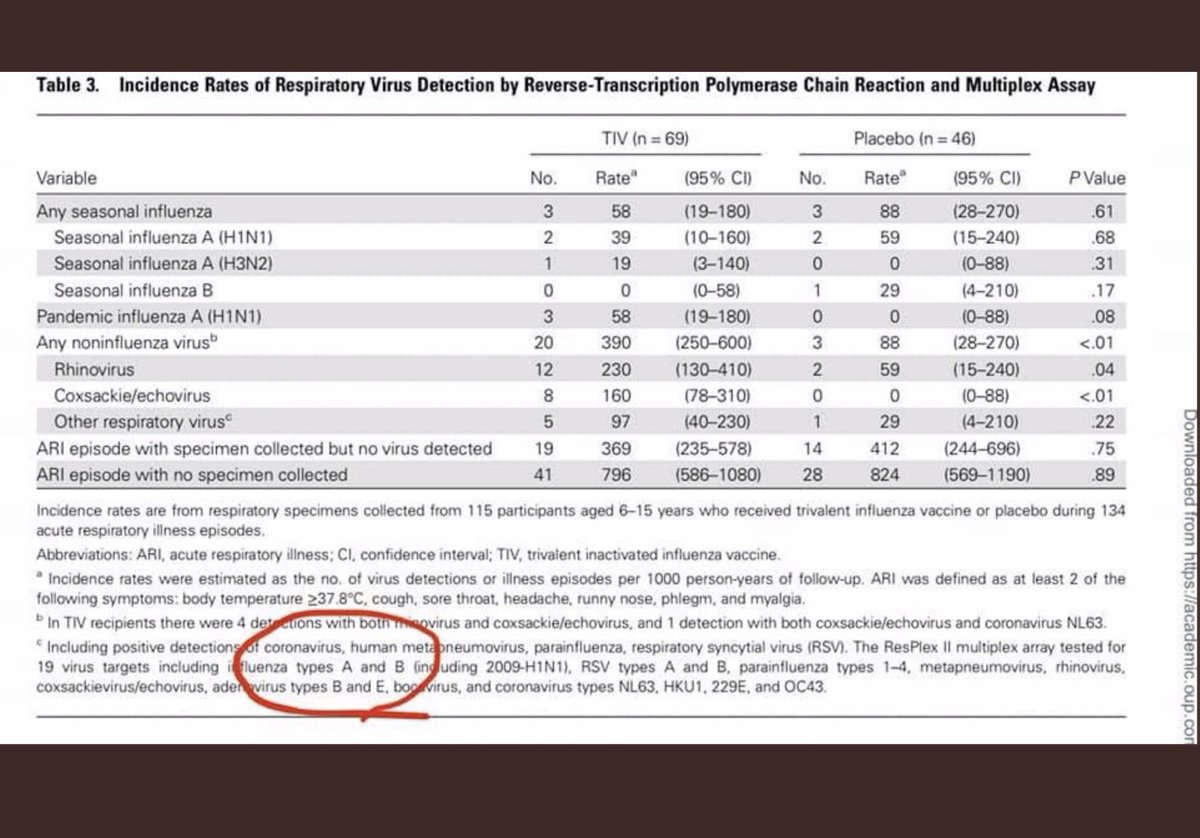 Table 3. Incidence Rates of Respiratory Virus Detection by Reverse-Transcription Polymerase Chain Reaction and Multiplex Assay
TIV (n = 69) Placebo (n = 46)
Variable No. Rateᵃ (95% CI) No. Rateᵃ (95% CI) P Value
Any seasonal influenza 3 58 (19–180) 3 88 (28–270) .61
Seasonal influenza A (H1N1) 2 39 (10–160) 2 59 (15–240) .68
Seasonal influenza A (H3N2) 1 19 (3–140) 0 0 (0–88) .31
Seasonal influenza B 0 0 (0–58) 1 29 (4–210) .17
Pandemic influenza A (H1N1) 3 58 (19–180) 0 0 (0–88) .08
Any noninfluenza virusᵇ 20 390 (250–600) 3 88 (28–270) <.01
Rhinovirus 12 230 (130–410) 2 59 (15–240) .04
Coxsackie/echovirus 8 160 (78–310) 0 0 (0–88) <.01
Other respiratory virusᶜ 5 97 (40–230) 1 29 (4–210) .22
ARI episode with specimen collected but no virus detected 19 369 (235–578) 14 412 (244–696) .75
ARI episode with no specimen collected 41 796 (586–1080) 28 824 (569–1190) .89
Incidence rates are from respiratory specimens collected from 115 participants aged 6–15 years who received trivalent influenza vaccine or placebo during 134
acute respiratory illness episodes.
Abbreviations: ARI, acute respiratory illness; CI, confidence interval; TIV, trivalent inactivated influenza vaccine.
ᵃ Incidence rates were estimated as the no. of virus detections or illness episodes per 1000 person-years of follow-up. ARI was defined as at least 2 of the
following symptoms: body temperature ≥37.8°C, cough, sore throat, headache, runny nose, phlegm, and myalgia.
ᵇ In TIV recipients there were 4 detections with both rhinovirus and coxsackie/echovirus, and 1 detection with both coxsackie/echovirus and coronavirus NL63.
ᶜ Including positive detections of coronavirus, human metapneumovirus, parainfluenza, respiratory syncytial virus (RSV). The ResPlex II multiplex array tested for
19 virus targets including influenza types A and B (including 2009-H1N1), RSV types A and B, parainfluenza types 1–4, metapneumovirus, rhinovirus,
coxsackievirus/echovirus, adenovirus types B and E, bocavirus, and coronavirus types NL63, HKU1, 229E, and OC43.
Downloaded from https://academic.oup.com